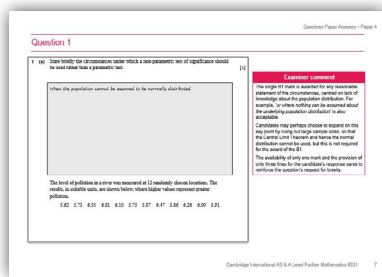 Specimen Paper Answers – Paper 4
Question 1
1 (a) State briefly the circumstances under which a non-parametric test of significance should
be used rather than a parametric test. [1]
When the population cannot be assumed to be normally distributed.
Examiner comment
The single B1 mark is awarded for any reasonable
statement of the circumstances, centred on lack of
knowledge about the population distribution. For
example, 'or where nothing can be assumed about
the underlying population distribution' is also
acceptable.
Candidates may perhaps choose to expand on this
key point by ruling out large sample sizes, so that
the Central Limit Theorem and hence the normal
distribution cannot be used, but this is not required
for the award of the B1.
The availability of only one mark and the provision of
only three lines for the candidate's response serve to
reinforce the question's request for brevity.
The level of pollution in a river was measured at 12 randomly chosen locations. The
results, in suitable units, are shown below, where higher values represent greater
pollution.
5.62 5.73 6.55 6.81 6.10 5.75 5.87 6.47 5.86 6.26 6.99 5.91
Cambridge International AS & A Level Further Mathematics 9231 7